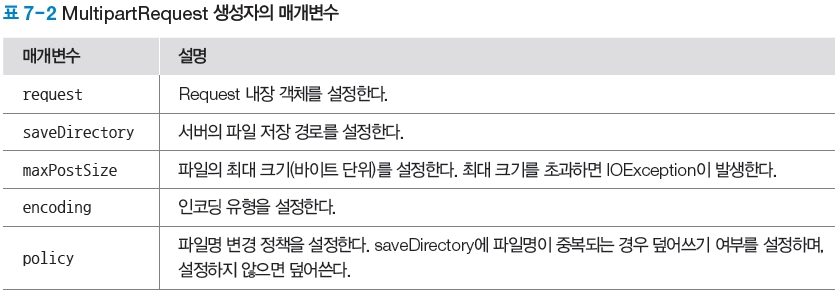 표 7-2 MultipartRequest 생성자의 매개변수
매개변수 설명
request Request 내장 객체를 설정한다.
saveDirectory 서버의 파일 저장 경로를 설정한다.
maxPostSize 파일의 최대 크기(바이트 단위)를 설정한다. 최대 크기를 초과하면 IOException이 발생한다.
encoding 인코딩 유형을 설정한다.
policy 파일명 변경 정책을 설정한다. saveDirectory에 파일명이 중복되는 경우 덮어쓰기 여부를 설정하며,
설정하지 않으면 덮어쓴다.